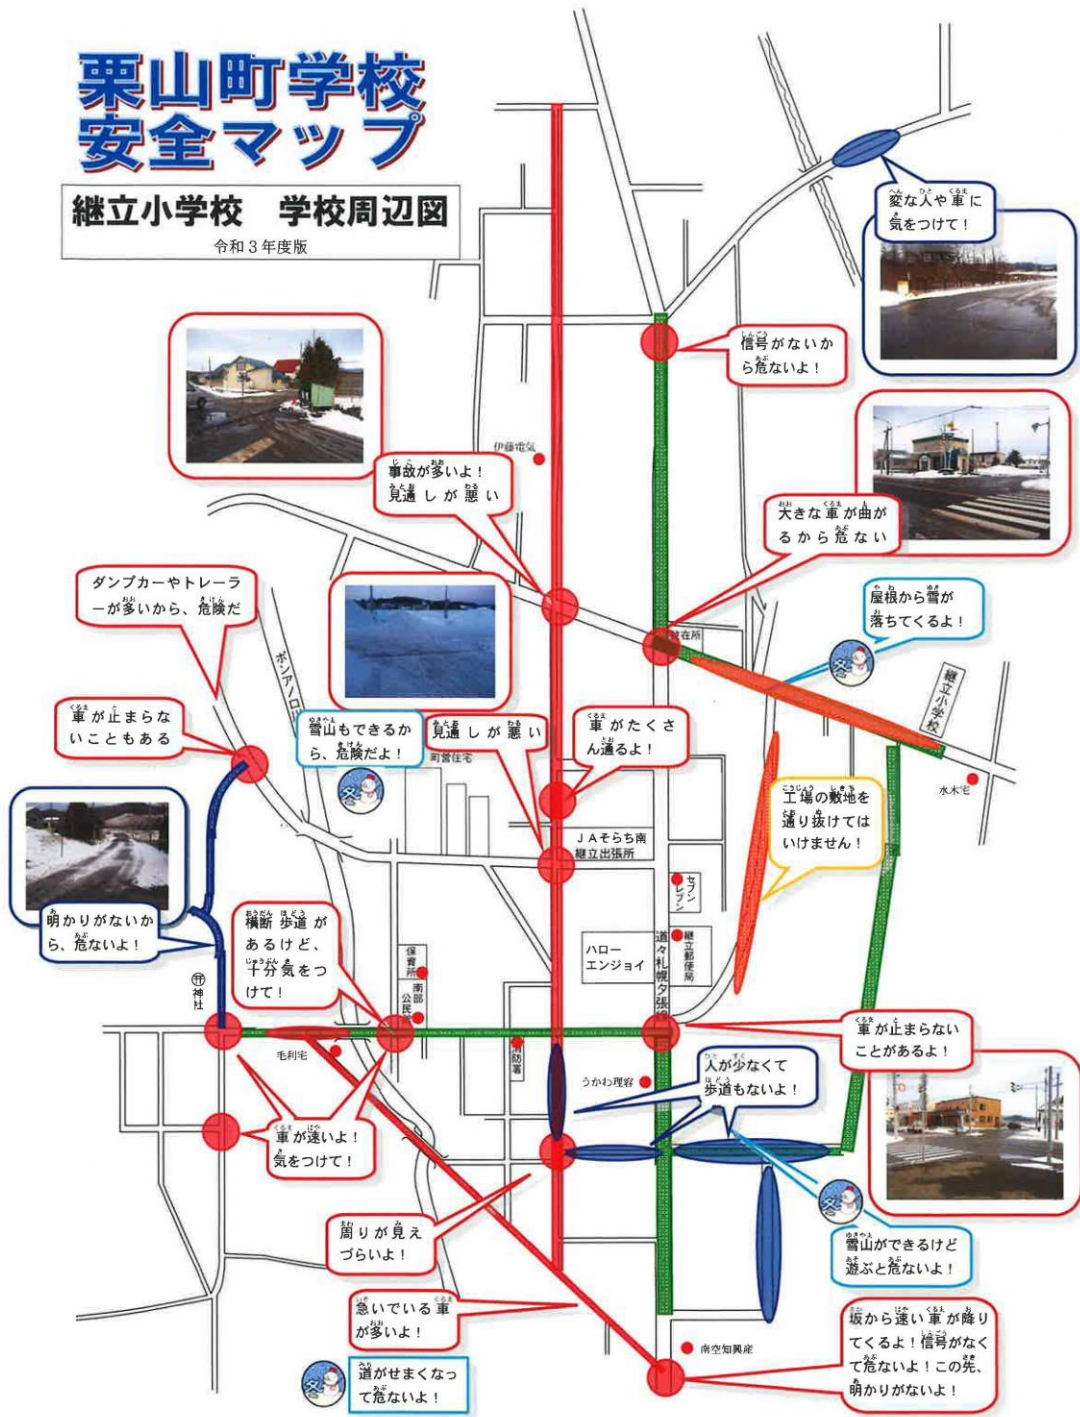 栗山町学校
安全マップ
継立小学校　学校周辺図
令和３年度版
変な人や車に
気をつけて！
信号がないか
ら危ないよ！
伊藤電気
事故が多いよ！
見通しが悪い
大きな車が曲が
るから危ない
ダンプカーやトレーラ
ーが多いから、危険だ
屋根から雪が
落ちてくるよ！
冬
駐在所
継立小学校
ポンアノロ川
車が止まらな
いこともある
雪山もできるか
ら、危険だよ！
冬
町営住宅
見通しが悪い
車がたくさ
ん通るよ！
水木宅
工場の敷地を
通り抜けては
いけません！
ＪＡそらち南
継立出張所
セブン
イレブン
明かりがないか
ら、危ないよ！
横断歩道が
あるけど、
十分気をつ
けて！
保育所
南部
公民館
ハロー
エンジョイ
道々札幌夕張線
継立郵便局
神社
毛利宅
消防署
うかわ理容
人が少なくて
歩道もないよ！
車が止まらない
ことがあるよ！
車が速いよ！
気をつけて！
周りが見え
づらいよ！
冬
雪山ができるけど
遊ぶと危ないよ！
急いでいる車
が多いよ！
冬
道がせまくなっ
て危ないよ！
南空知興産
坂から速い車が降り
てくるよ！信号がなく
て危ないよ！この先、
明かりがないよ！